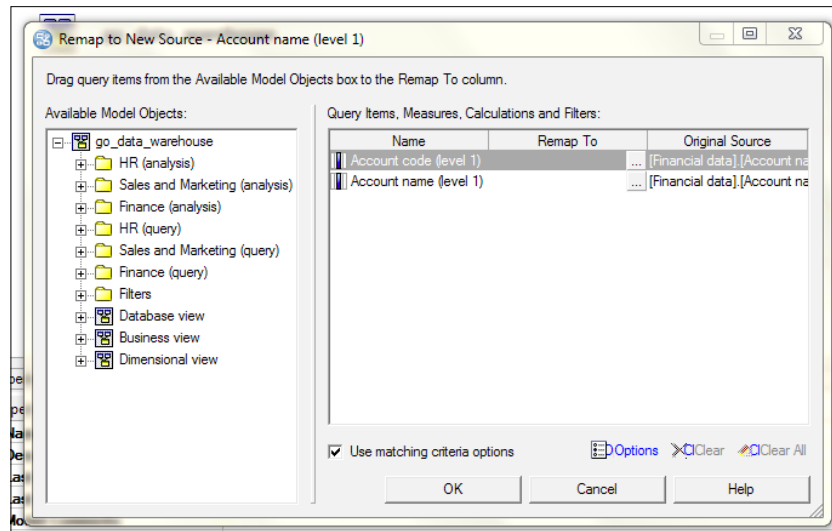 Remap to New Source - Account name (level 1)
Drag query items from the Available Model Objects box to the Remap To column.
Available Model Objects:
go_data_warehouse
HR (analysis)
Sales and Marketing (analysis)
Finance (analysis)
HR (query)
Sales and Marketing (query)
Finance (query)
Filters
Database view
Business view
Dimensional view
Query Items, Measures, Calculations and Filters:
Name Remap To Original Source
Account code (level 1) ... [Financial data].[Account na
Account name (level 1) ... [Financial data].[Account na
Use matching criteria options Options Clear Clear All
OK Cancel Help